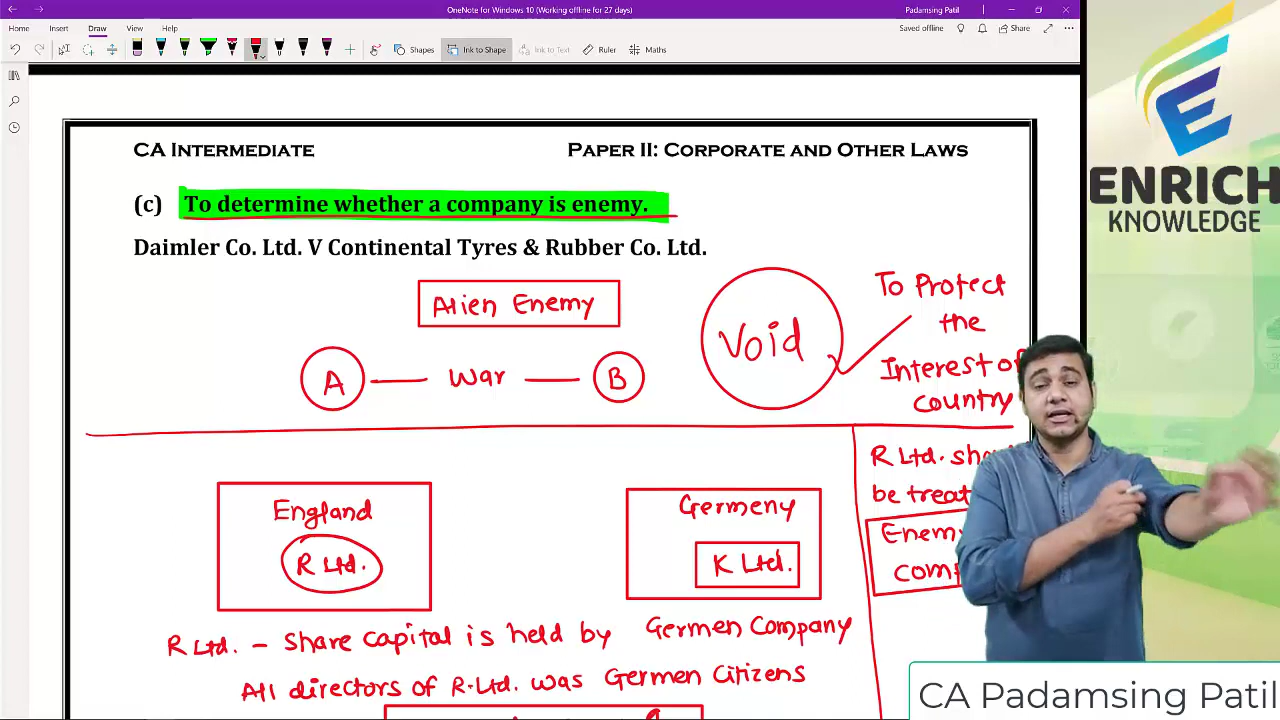 OneNote for Windows 10 (Working offline for 27 days)
Padamsing Patil
Home Insert Draw View Help
Saved offline
Share
Shapes
Ink to Shape
Ink to Text
Ruler
Maths
CA INTERMEDIATE
PAPER II: CORPORATE AND OTHER LAWS
(c) To determine whether a company is enemy.
Daimler Co. Ltd. V Continental Tyres & Rubber Co. Ltd.
Alien Enemy
A — War — B
Void
To Protect
the
Interest of
country
England
R Ltd.
Germeny
K Ltd.
R Ltd.
be
Enemy
R Ltd. – Share capital is held by Germen Company
All directors of R.Ltd. was Germen Citizens
ENRICH
KNOWLEDGE
CA Padamsing Patil